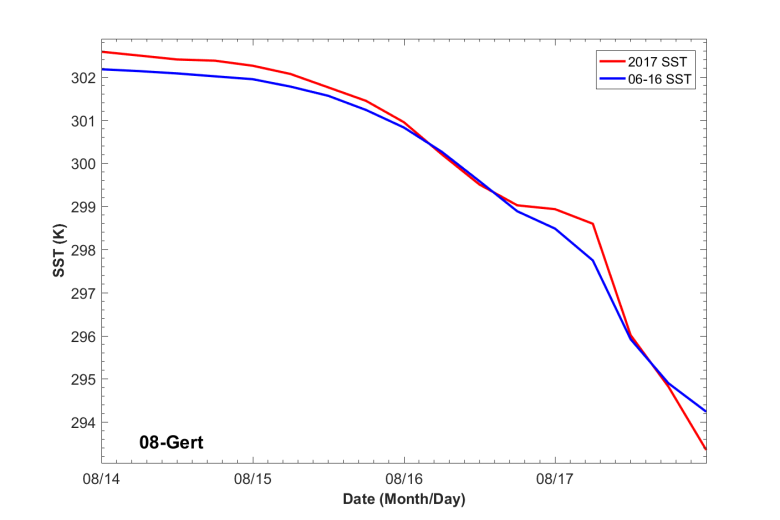 2017 SST
06-16 SST
302
301
300
299
298
297
296
295
294
SST (K)
08-Gert
08/14
08/15
08/16
08/17
Date (Month/Day)